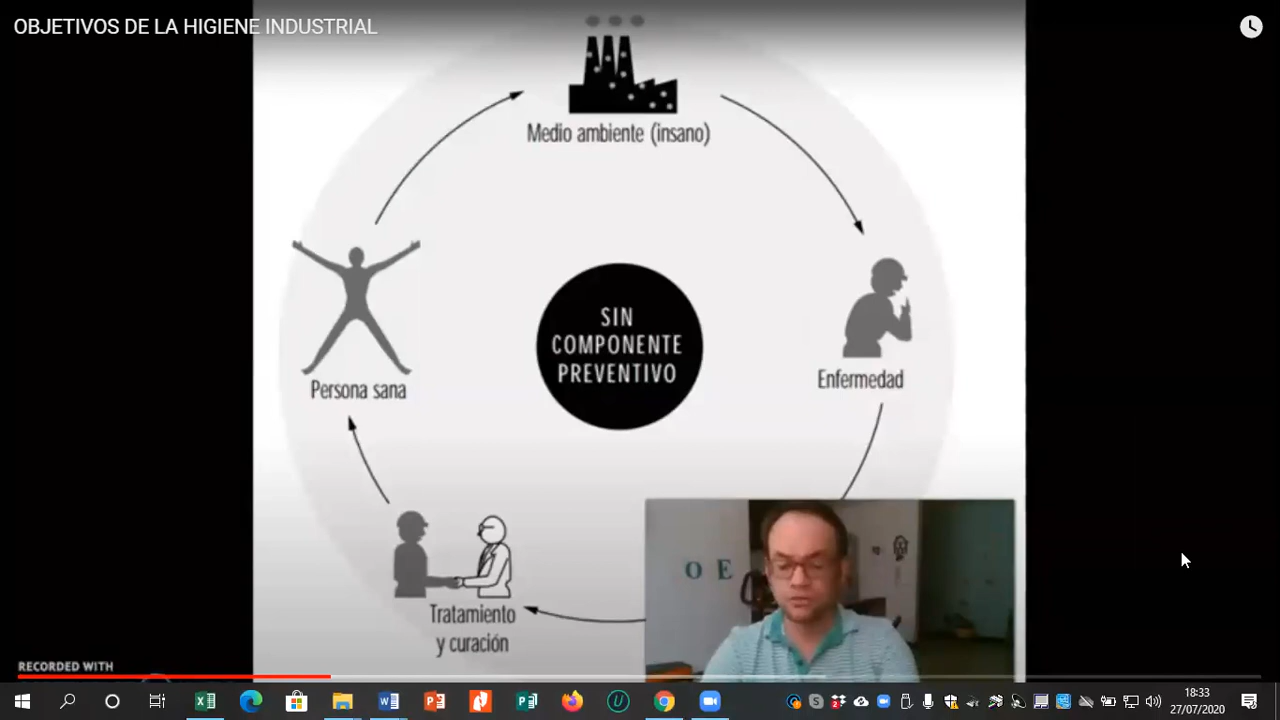 OBJETIVOS DE LA HIGIENE INDUSTRIAL
Medio ambiente (insano)
SIN
COMPONENTE
PREVENTIVO
Persona sana
Enfermedad
O E
Tratamiento
y curación
RECORDED WITH
18:33
27/07/2020